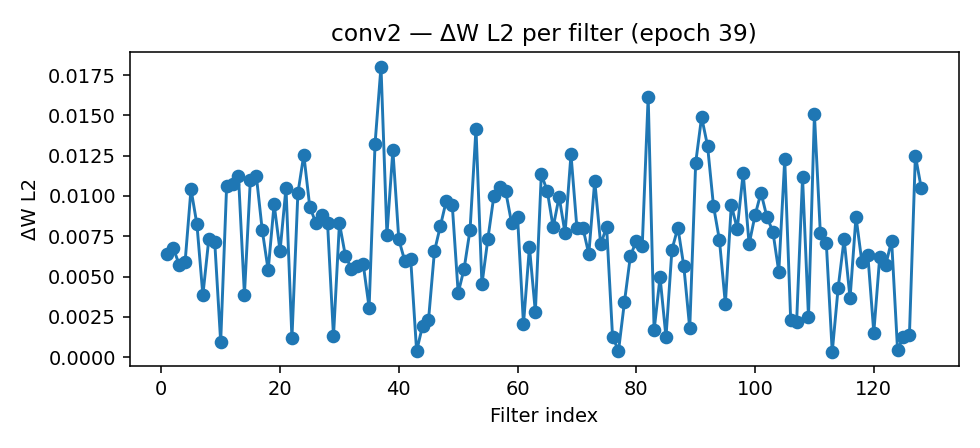 conv2 — ΔW L2 per filter (epoch 39)
0.0175
0.0150
0.0125
0.0100
0.0075
0.0050
0.0025
0.0000
ΔW L2
0 20 40 60 80 100 120
Filter index